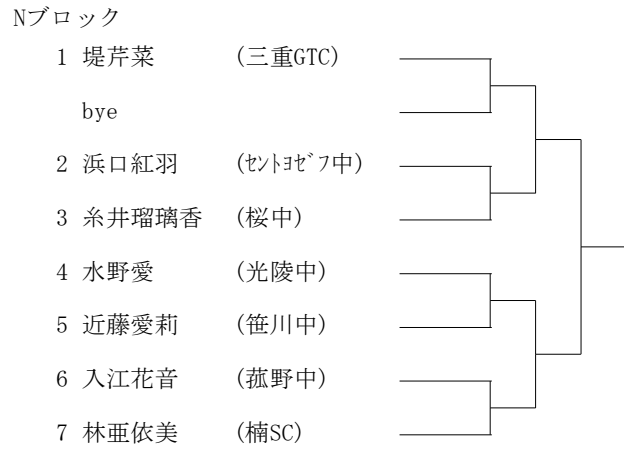 Nブロック
1 堤芹菜 (三重GTC)
bye
2 浜口紅羽 (ｾﾝﾄﾖｾﾞﾌ中)
3 糸井瑠璃香 (桜中)
4 水野愛 (光陵中)
5 近藤愛莉 (笹川中)
6 入江花音 (菰野中)
7 林亜依美 (楠SC)